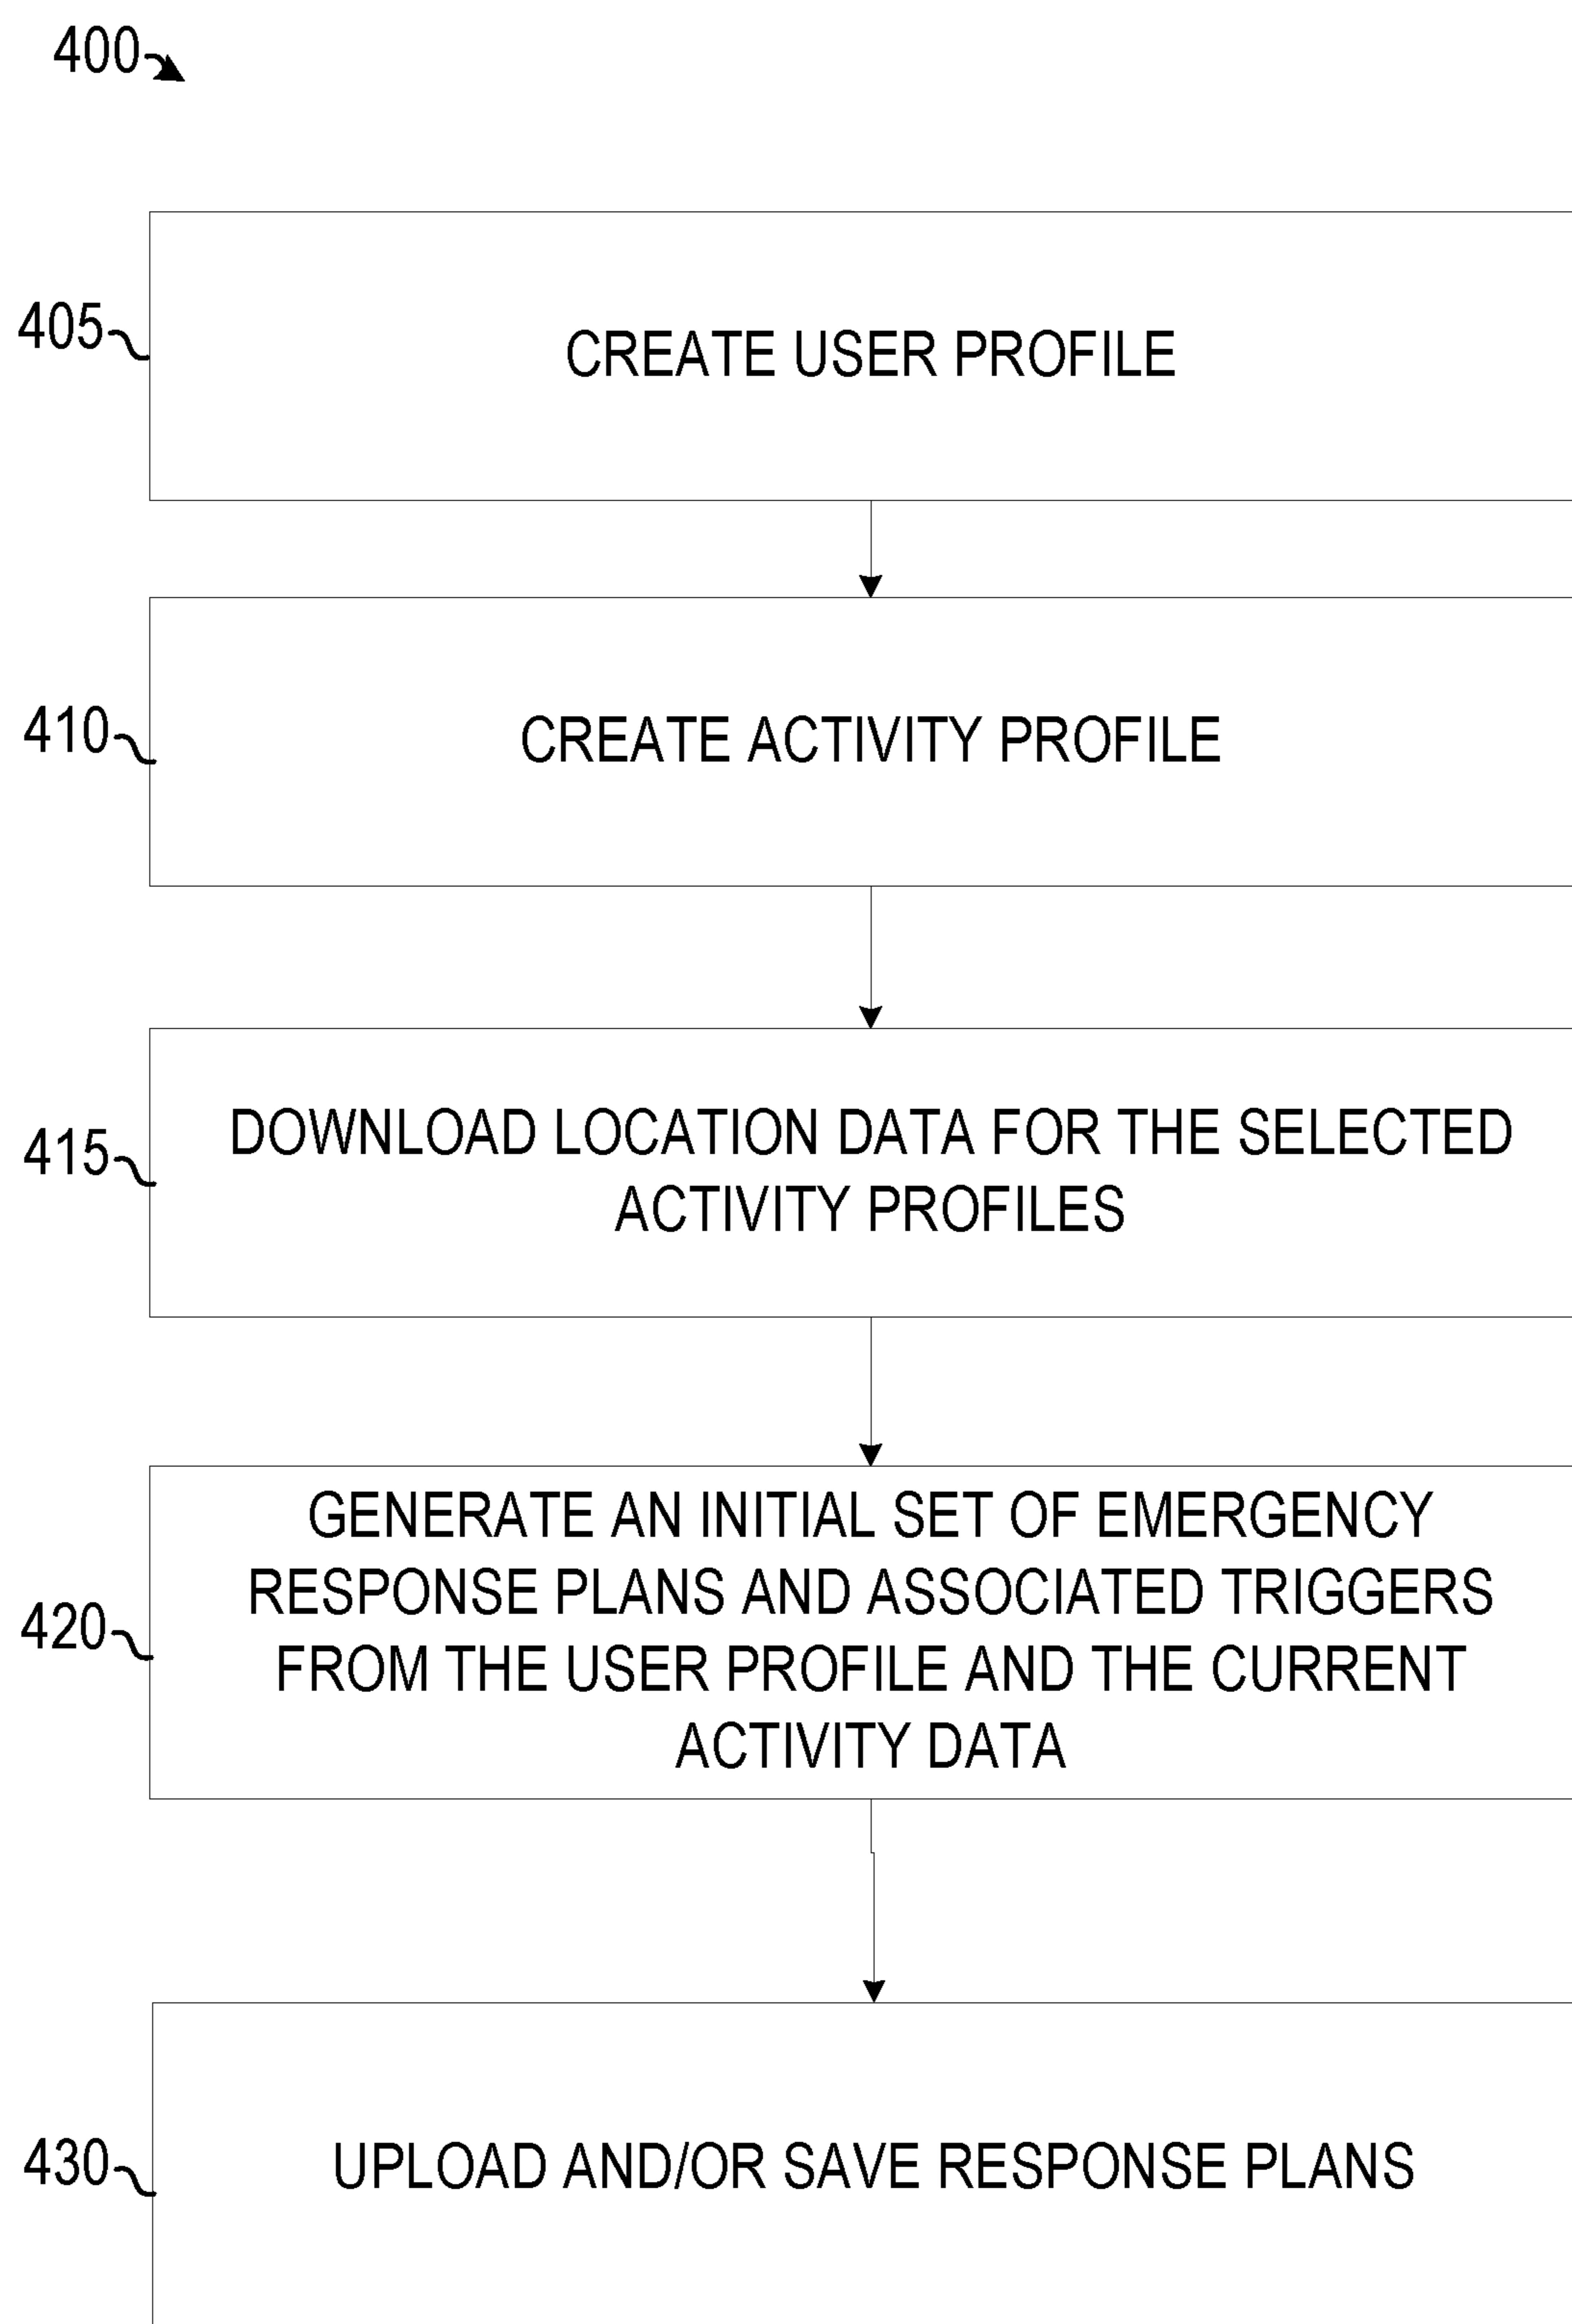 400
405
CREATE USER PROFILE
410
CREATE ACTIVITY PROFILE
415
DOWNLOAD LOCATION DATA FOR THE SELECTED
ACTIVITY PROFILES
420
GENERATE AN INITIAL SET OF EMERGENCY
RESPONSE PLANS AND ASSOCIATED TRIGGERS
FROM THE USER PROFILE AND THE CURRENT
ACTIVITY DATA
430
UPLOAD AND/OR SAVE RESPONSE PLANS